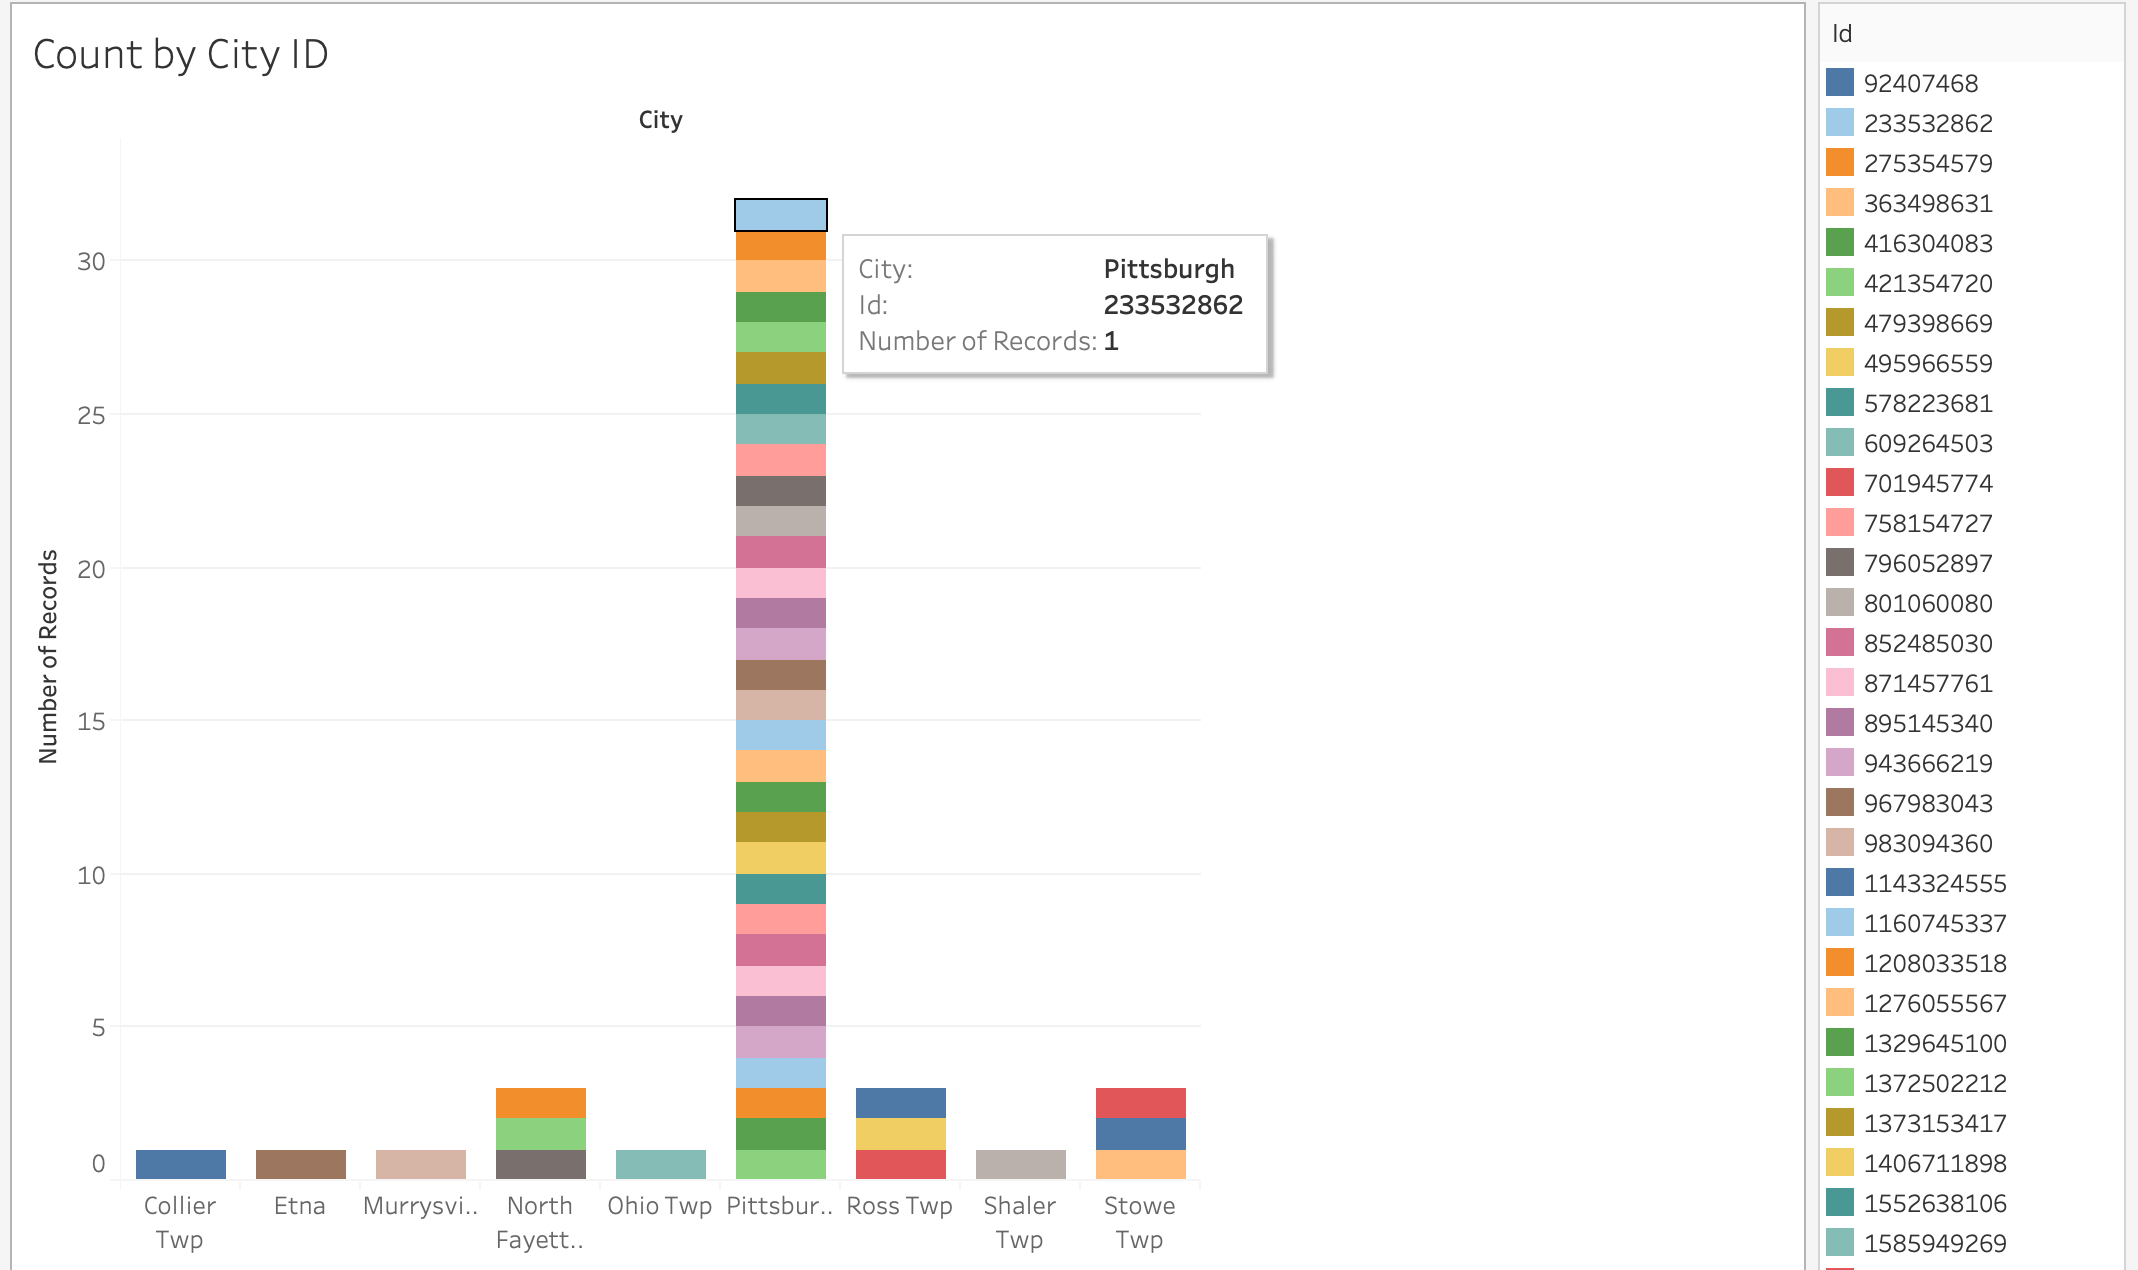 Count by City ID
City
Number of Records
30
25
20
15
10
5
0
City: Pittsburgh
Id: 233532862
Number of Records: 1
Collier Twp
Etna
Murrysvi..
North Fayett..
Ohio Twp
Pittsbur..
Ross Twp
Shaler Twp
Stowe Twp
Id
92407468
233532862
275354579
363498631
416304083
421354720
479398669
495966559
578223681
609264503
701945774
758154727
796052897
801060080
852485030
871457761
895145340
943666219
967983043
983094360
1143324555
1160745337
1208033518
1276055567
1329645100
1372502212
1373153417
1406711898
1552638106
1585949269